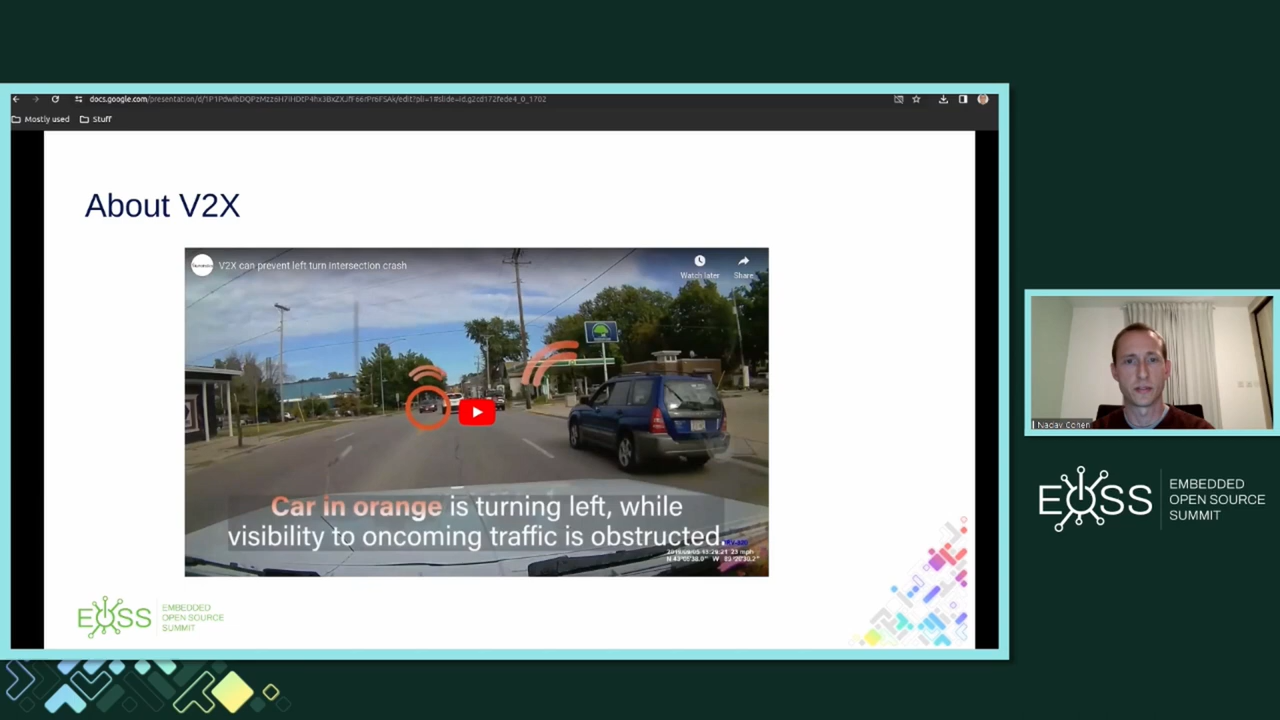 Mostly used
Stuff
About V2X
V2X can prevent left turn intersection crash
Watch later
Share
Car in orange is turning left, while
visibility to oncoming traffic is obstructed.
EOSS
EMBEDDED
OPEN SOURCE
SUMMIT
Nadav Cohen
EOSS
EMBEDDED
OPEN SOURCE
SUMMIT